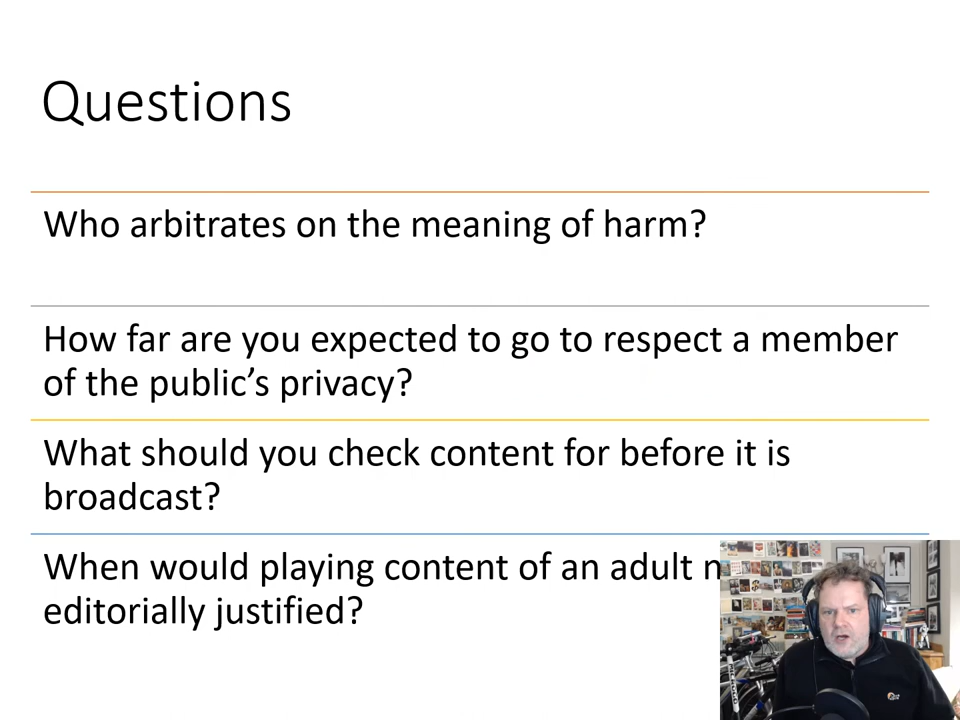 Questions
Who arbitrates on the meaning of harm?
How far are you expected to go to respect a member
of the public's privacy?
What should you check content for before it is
broadcast?
When would playing content of an adult
editorially justified?